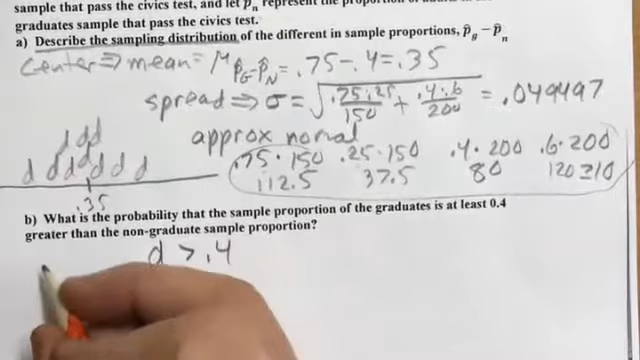 sample that pass the civics test, and let p̂n represent the proportion of
graduates sample that pass the civics test.
a) Describe the sampling distribution of the different in sample proportions, p̂g − p̂n
center ⇒ mean = μ p̂G-p̂N = .75 - .4 = .35
spread ⇒ σ = √(.75·.25/150 + .4·.6/200) = .049497
approx normal
d d d
d d d d d d
.75 · 150 .25 · 150 .4 · 200 .6 · 200
112.5 37.5 80 120 ≥ 10
.35
b) What is the probability that the sample proportion of the graduates is at least 0.4
greater than the non-graduate sample proportion?
d > .4